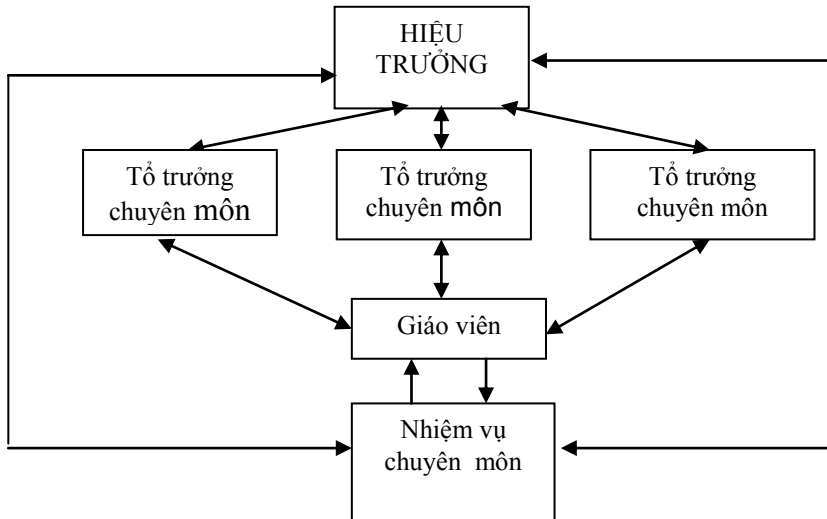 HIỆU
TRƯỞNG
Tổ trưởng
chuyên môn
Tổ trưởng
chuyên môn
Tổ trưởng
chuyên môn
Giáo viên
Nhiệm vụ
chuyên môn